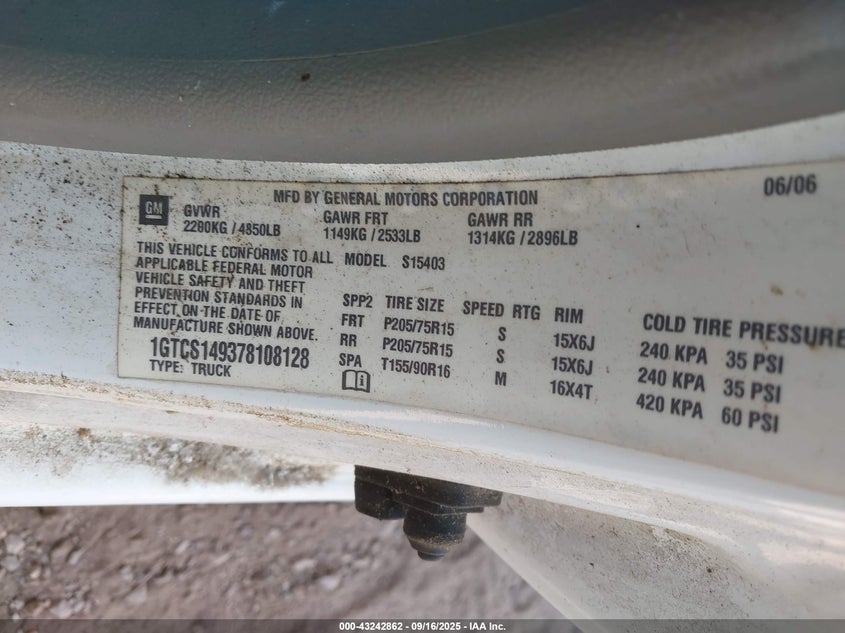 06/06
MFD BY GENERAL MOTORS CORPORATION
GM
GVWR GAWR FRT GAWR RR
2200KG / 4850LB 1149KG / 2533LB 1314KG / 2896LB
THIS VEHICLE CONFORMS TO ALL MODEL S15403
APPLICABLE FEDERAL MOTOR
VEHICLE SAFETY AND THEFT
PREVENTION STANDARDS IN
EFFECT ON THE DATE OF
MANUFACTURE SHOWN ABOVE.
1GTCS149378108128
TYPE: TRUCK
SPP2 TIRE SIZE SPEED RTG RIM COLD TIRE PRESSURE
FRT P205/75R15 S 15X6J 240 KPA 35 PSI
RR P205/75R15 S 15X6J 240 KPA 35 PSI
SPA T155/90R16 M 16X4T 420 KPA 60 PSI
000-43242862 - 09/16/2025 - IAA Inc.